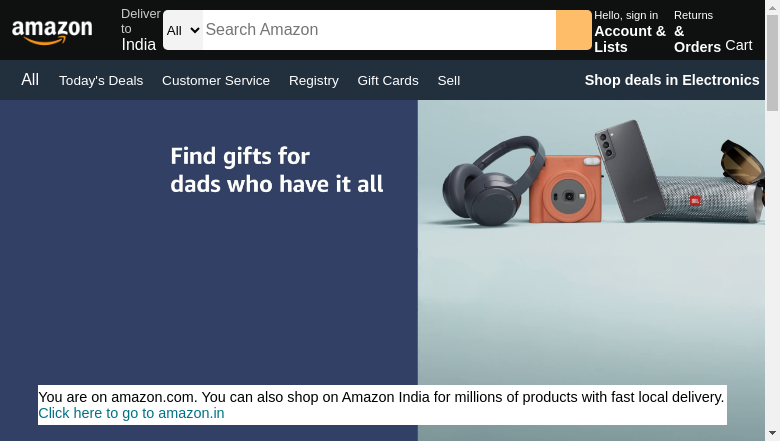 amazon
Deliver to
India
All
Search Amazon
Hello, sign in
Account & Lists
Returns
& Orders
Cart
All
Today's Deals
Customer Service
Registry
Gift Cards
Sell
Shop deals in Electronics
Find gifts for
dads who have it all
JBL
You are on amazon.com. You can also shop on Amazon India for millions of products with fast local delivery.
Click here to go to amazon.in